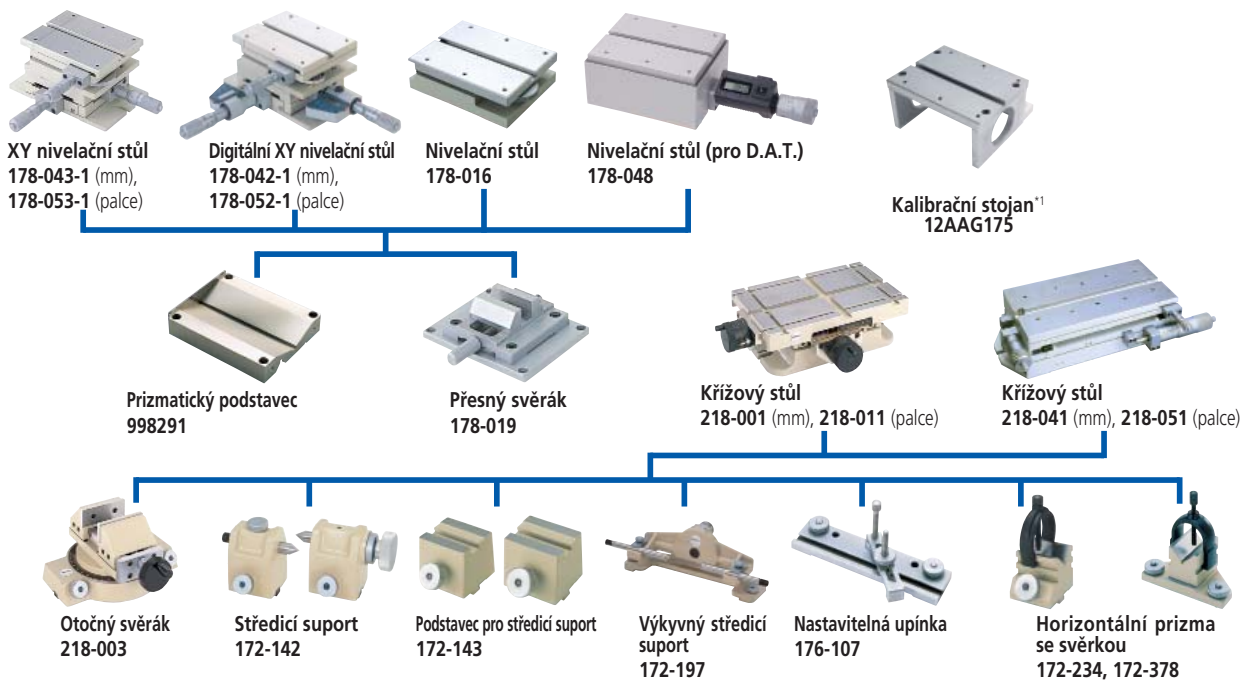 XY nivelační stůl
178-043-1 (mm),
178-053-1 (palce)
Digitální XY nivelační stůl
178-042-1 (mm),
178-052-1 (palce)
Nivelační stůl
178-016
Nivelační stůl (pro D.A.T.)
178-048
Kalibrační stojan*1
12AAG175
Prizmatický podstavec
998291
Přesný svěrák
178-019
Křížový stůl
218-001 (mm), 218-011 (palce)
Křížový stůl
218-041 (mm), 218-051 (palce)
Otočný svěrák
218-003
Středicí suport
172-142
Podstavec pro středicí suport
172-143
Výkyvný středicí
suport
172-197
Nastavitelná upínka
176-107
Horizontální prizma
se svěrkou
172-234, 172-378